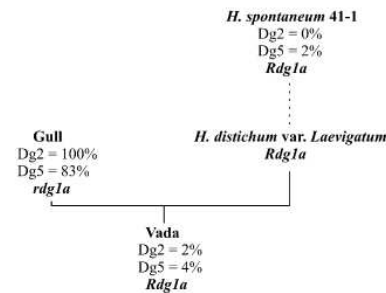 H. spontaneum 41-1
Dg2 = 0%
Dg5 = 2%
Rdg1a
Gull
Dg2 = 100%
Dg5 = 83%
rdg1a
H. distichum var. Laevigatum
Rdg1a
Vada
Dg2 = 2%
Dg5 = 4%
Rdg1a